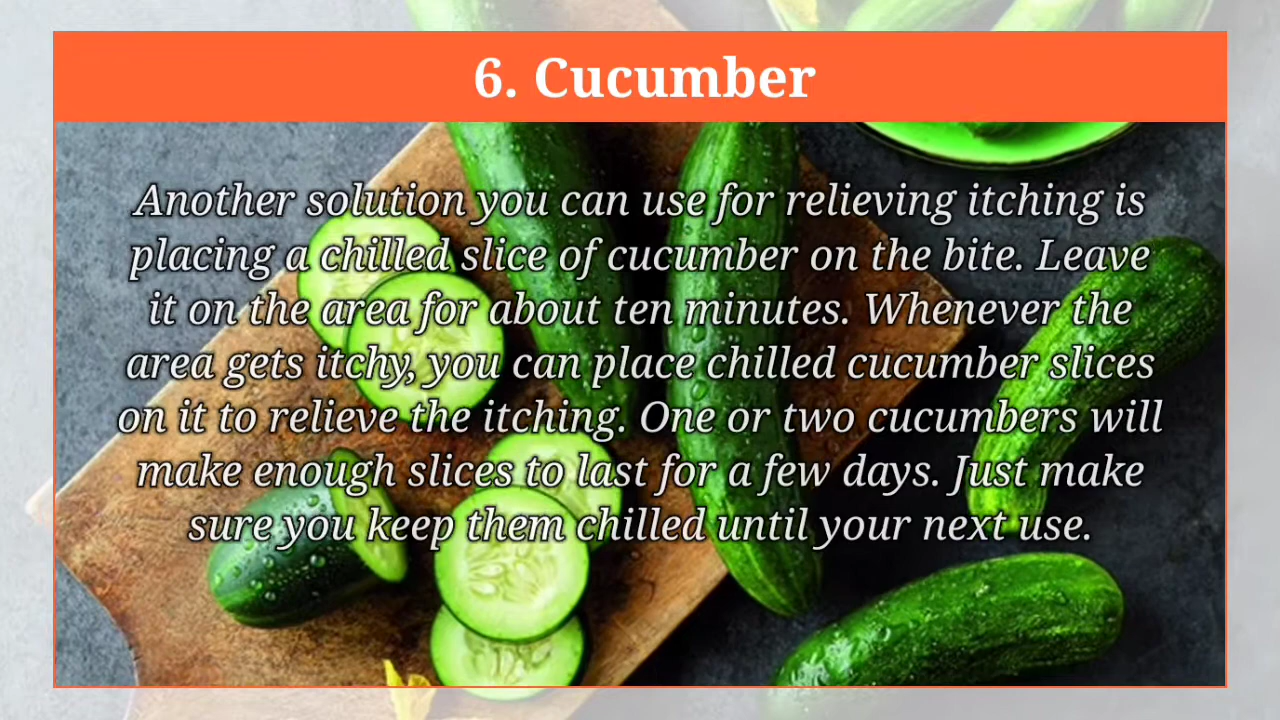 6. Cucumber
Another solution you can use for relieving itching is
placing a chilled slice of cucumber on the bite. Leave
it on the area for about ten minutes. Whenever the
area gets itchy, you can place chilled cucumber slices
on it to relieve the itching. One or two cucumbers will
make enough slices to last for a few days. Just make
sure you keep them chilled until your next use.